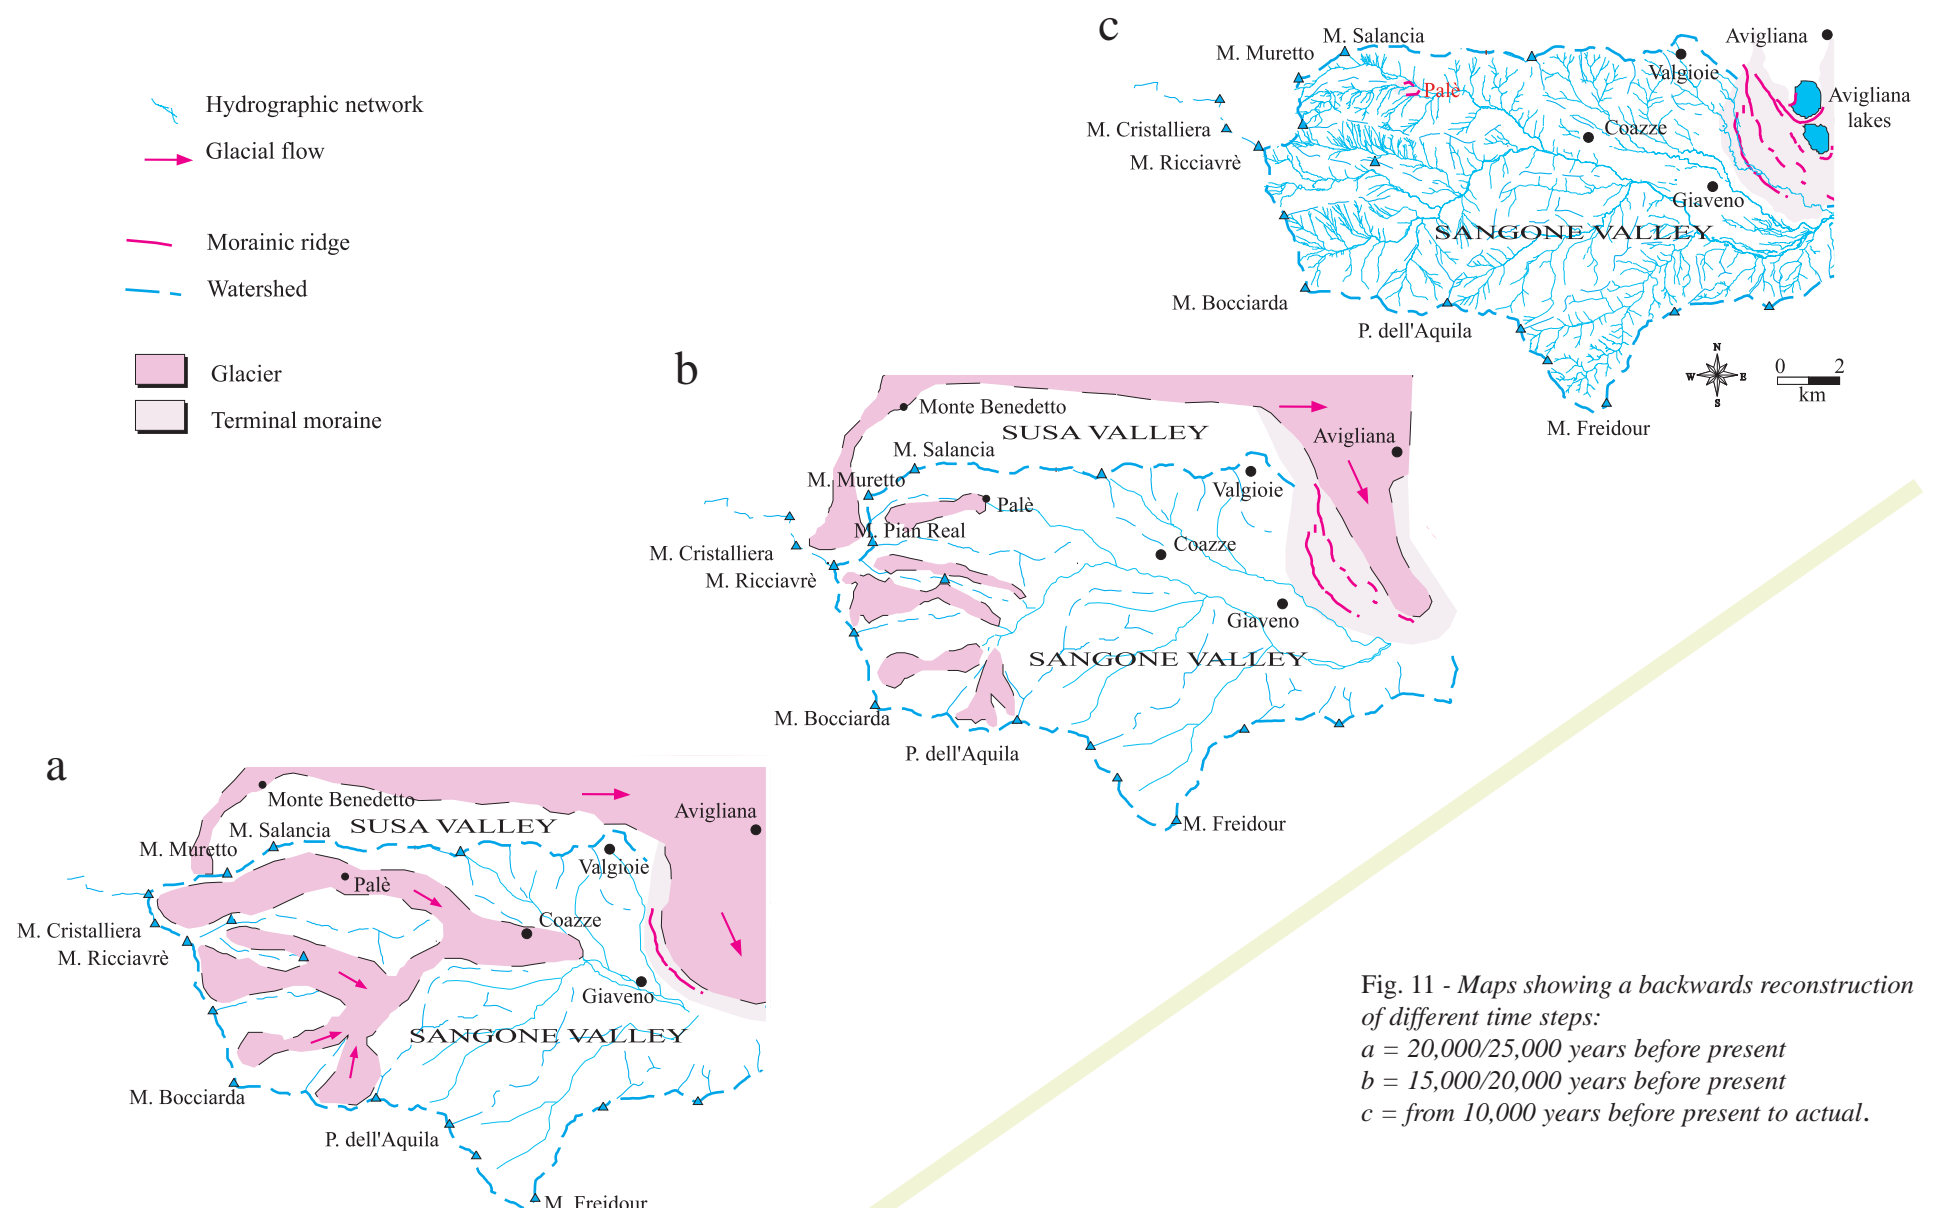 Hydrographic network
Glacial flow
Morainic ridge
Watershed
Glacier
Terminal moraine
c
M. Salancia
M. Muretto
Avigliana
Valgioie
Palè
Avigliana
lakes
M. Cristalliera
Coazze
M. Ricciavrè
Giaveno
SANGONE VALLEY
M. Bocciarda
P. dell'Aquila
N
W E
S
0 2
km
M. Freidour
b
Monte Benedetto
SUSA VALLEY
Avigliana
M. Salancia
M. Muretto
Valgioie
Palè
M. Pian Real
Coazze
M. Cristalliera
M. Ricciavrè
Giaveno
SANGONE VALLEY
M. Bocciarda
P. dell'Aquila
M. Freidour
a
Monte Benedetto
Avigliana
M. Salancia
SUSA VALLEY
M. Muretto
Valgioie
Palè
Coazze
M. Cristalliera
M. Ricciavrè
Giaveno
SANGONE VALLEY
M. Bocciarda
P. dell'Aquila
M. Freidour
Fig. 11 - Maps showing a backwards reconstruction
of different time steps:
a = 20,000/25,000 years before present
b = 15,000/20,000 years before present
c = from 10,000 years before present to actual.